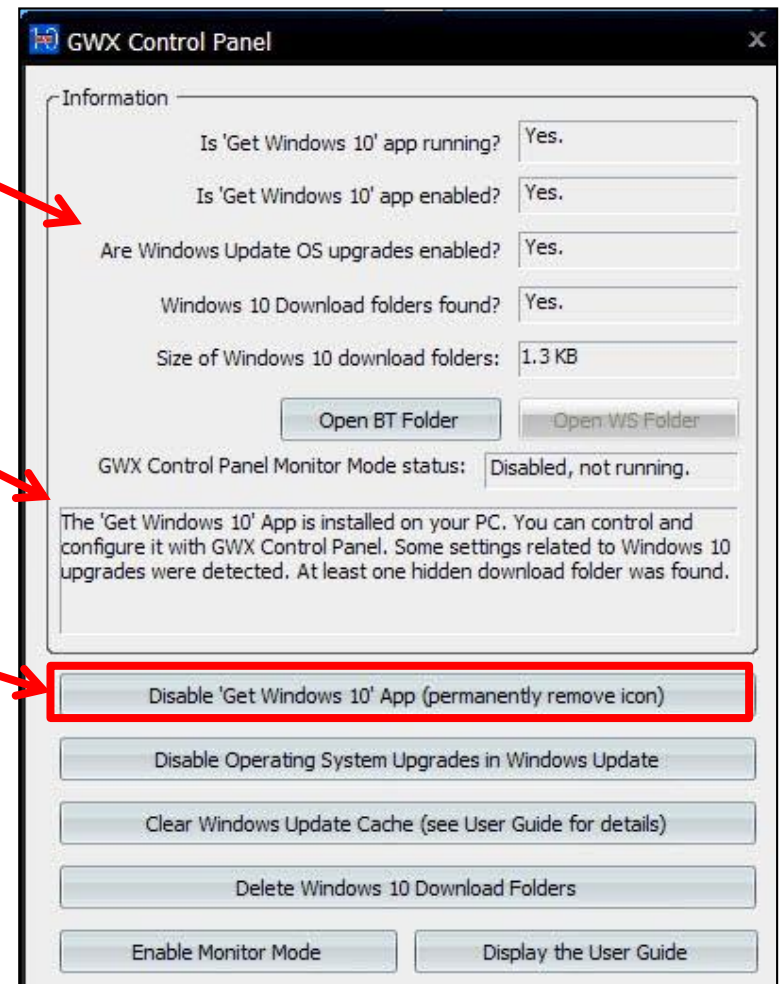 GWX Control Panel
x
Information
Is 'Get Windows 10' app running? Yes.
Is 'Get Windows 10' app enabled? Yes.
Are Windows Update OS upgrades enabled? Yes.
Windows 10 Download folders found? Yes.
Size of Windows 10 download folders: 1.3 KB
Open BT Folder Open WS Folder
GWX Control Panel Monitor Mode status: Disabled, not running.
The 'Get Windows 10' App is installed on your PC. You can control and
configure it with GWX Control Panel. Some settings related to Windows 10
upgrades were detected. At least one hidden download folder was found.
Disable 'Get Windows 10' App (permanently remove icon)
Disable Operating System Upgrades in Windows Update
Clear Windows Update Cache (see User Guide for details)
Delete Windows 10 Download Folders
Enable Monitor Mode Display the User Guide